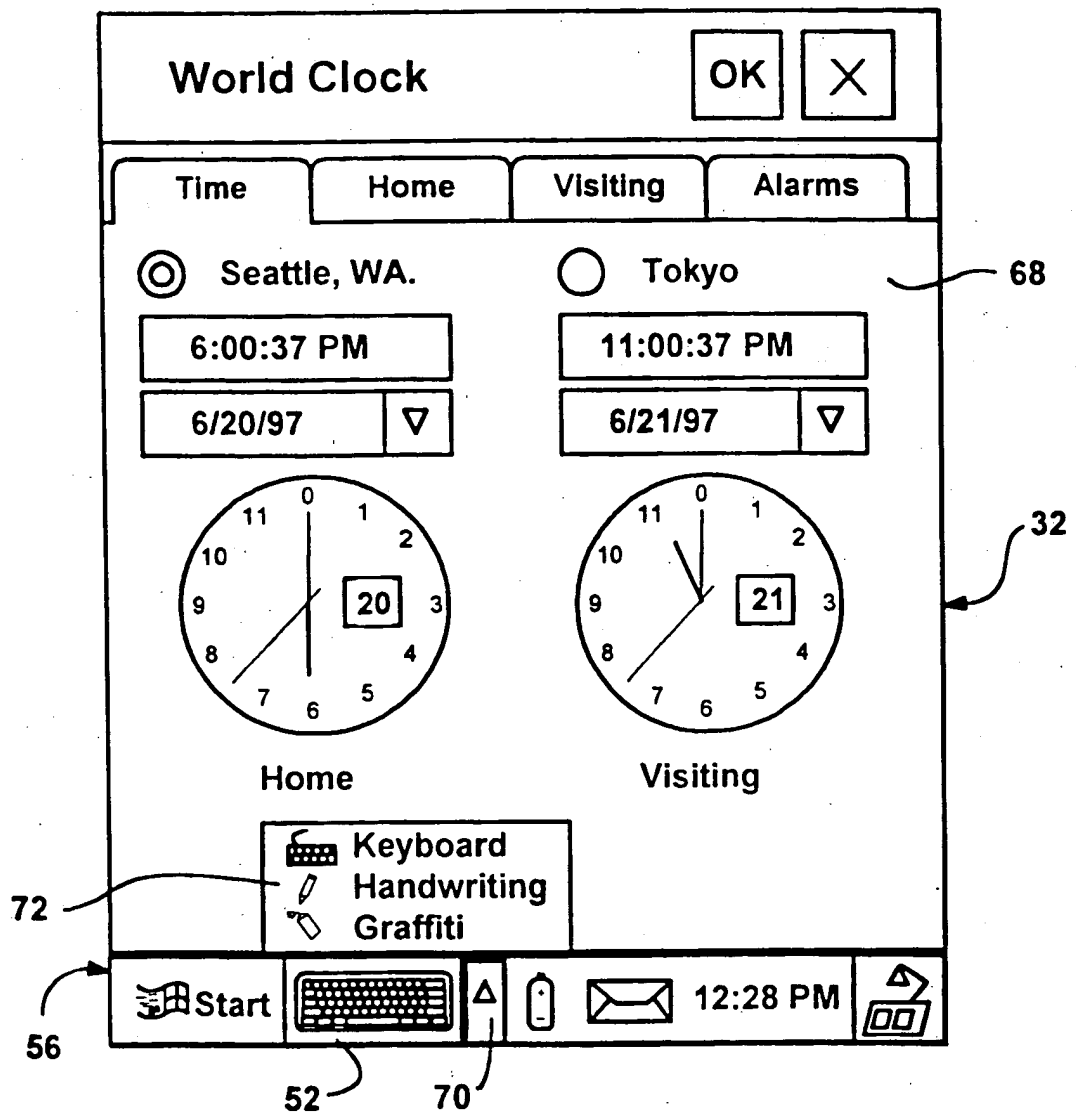 World Clock OK X
Time Home Visiting Alarms
Seattle, WA. Tokyo
68
6:00:37 PM 11:00:37 PM
6/20/97 6/21/97
0 1 2 3 4 5 6 7 8 9 10 11
20
0 1 2 3 4 5 6 7 8 9 10 11
21
32
Home Visiting
Keyboard
72 Handwriting
Graffiti
Start 12:28 PM
56
52 70